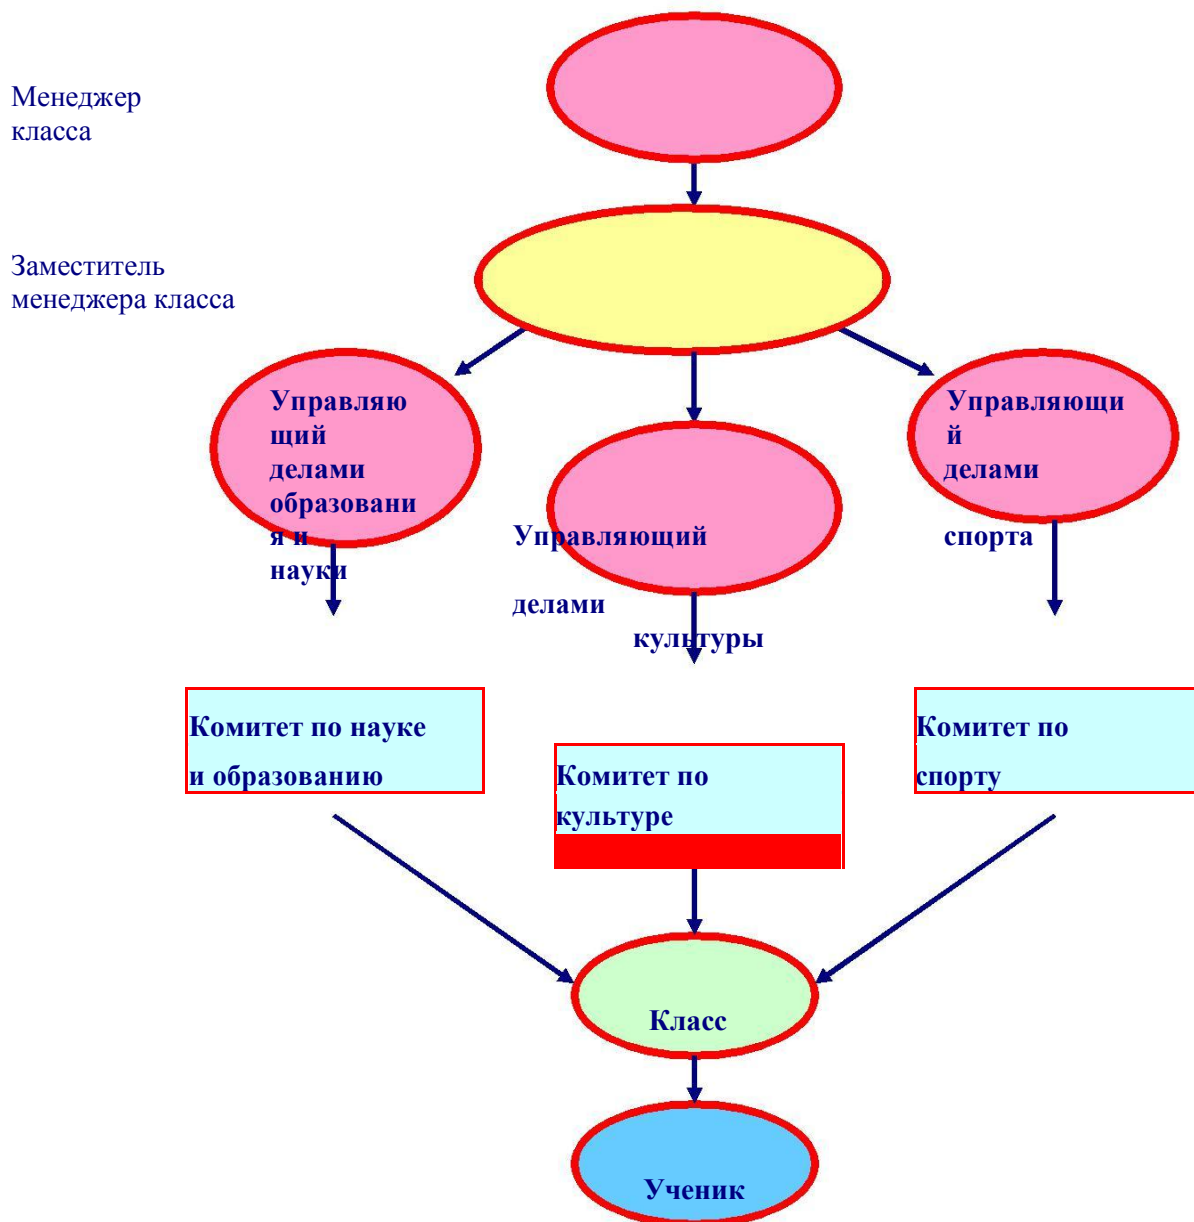 Менеджер
класса
Заместитель
менеджера класса
Управляю
щий
делами
образовани
я и
науки
Управляющий
делами
культуры
Управляющи
й
делами
спорта
Комитет по науке
и образованию
Комитет по
культуре
Комитет по
спорту
Класс
Ученик